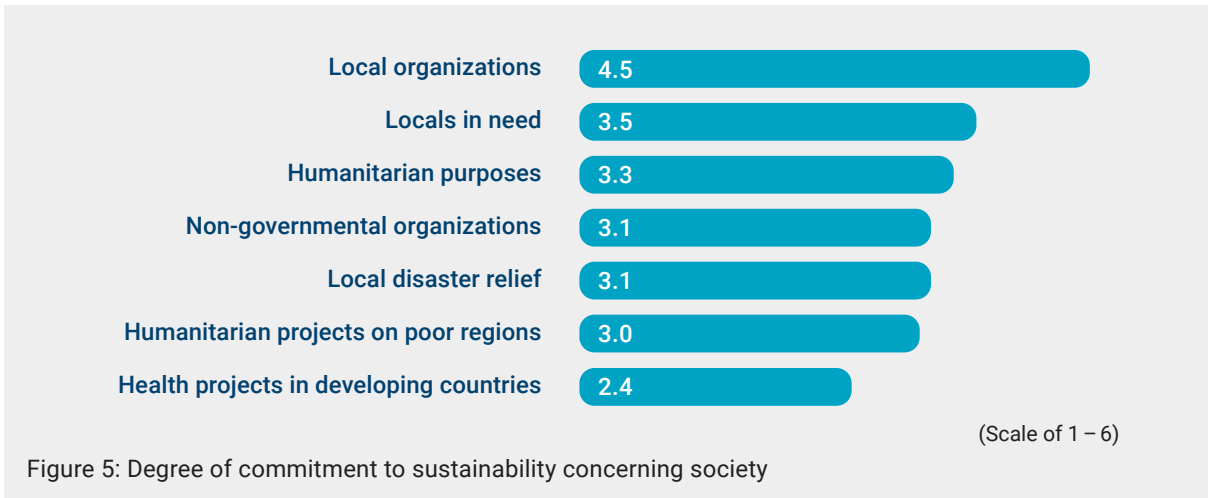 Local organizations 4.5
Locals in need 3.5
Humanitarian purposes 3.3
Non-governmental organizations 3.1
Local disaster relief 3.1
Humanitarian projects on poor regions 3.0
Health projects in developing countries 2.4
(Scale of 1 – 6)
Figure 5: Degree of commitment to sustainability concerning society